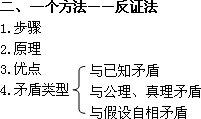 二、一个方法——反证法
1.步骤
2.原理
3.优点
4.矛盾类型
与已知矛盾
与公理、真理矛盾
与假设自相矛盾